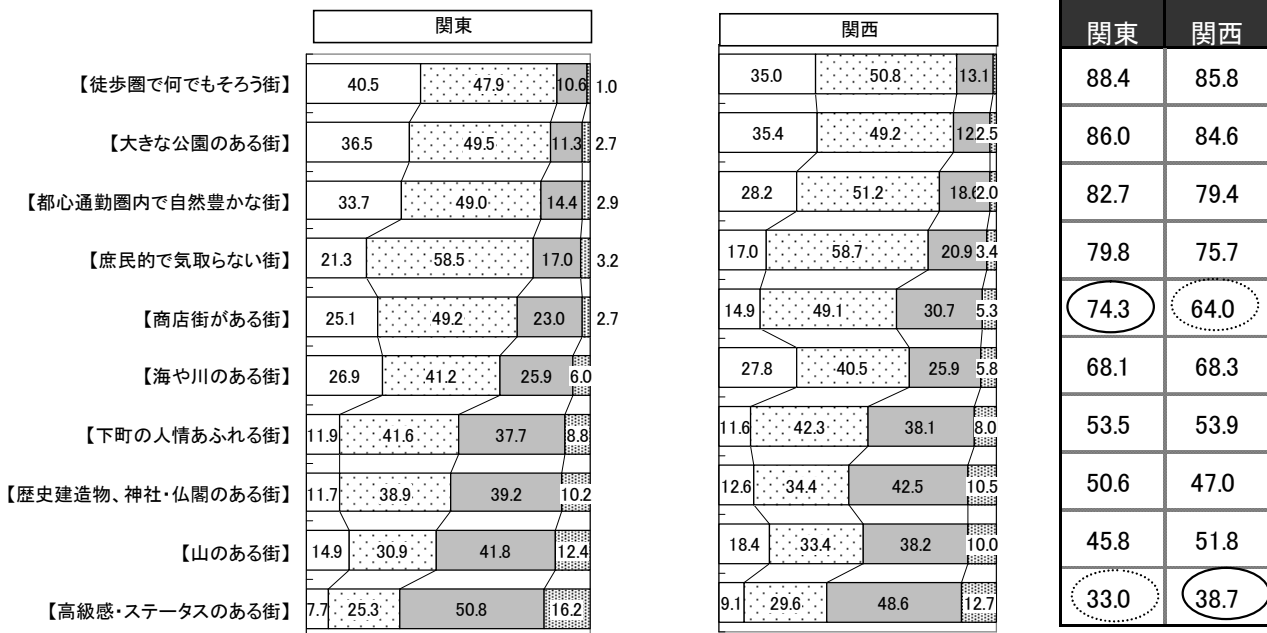 関東 関西 関東 関西
【徒歩圏で何でもそろう街】 40.5 47.9 10.6 1.0 35.0 50.8 13.1 88.4 85.8
【大きな公園のある街】 36.5 49.5 11.3 2.7 35.4 49.2 2.5 86.0 84.6
【都心通勤圏内で自然豊かな街】 33.7 49.0 14.4 2.9 28.2 51.2 18.6 2.0 82.7 79.4
【庶民的で気取らない街】 21.3 58.5 17.0 3.2 17.0 58.7 20.9 3.4 79.8 75.7
【商店街がある街】 25.1 49.2 23.0 2.7 14.9 49.1 30.7 5.3 74.3 64.0
【海や川のある街】 26.9 41.2 25.9 6.0 27.8 40.5 25.9 5.8 68.1 68.3
【下町の人情あふれる街】 11.9 41.6 37.7 8.8 11.6 42.3 38.1 8.0 53.5 53.9
【歴史建造物、神社・仏閣のある街】 11.7 38.9 39.2 10.2 12.6 34.4 42.5 10.5 50.6 47.0
【山のある街】 14.9 30.9 41.8 12.4 18.4 33.4 38.2 10.0 45.8 51.8
【高級感・ステータスのある街】 7.7 25.3 50.8 16.2 9.1 29.6 48.6 12.7 33.0 38.7